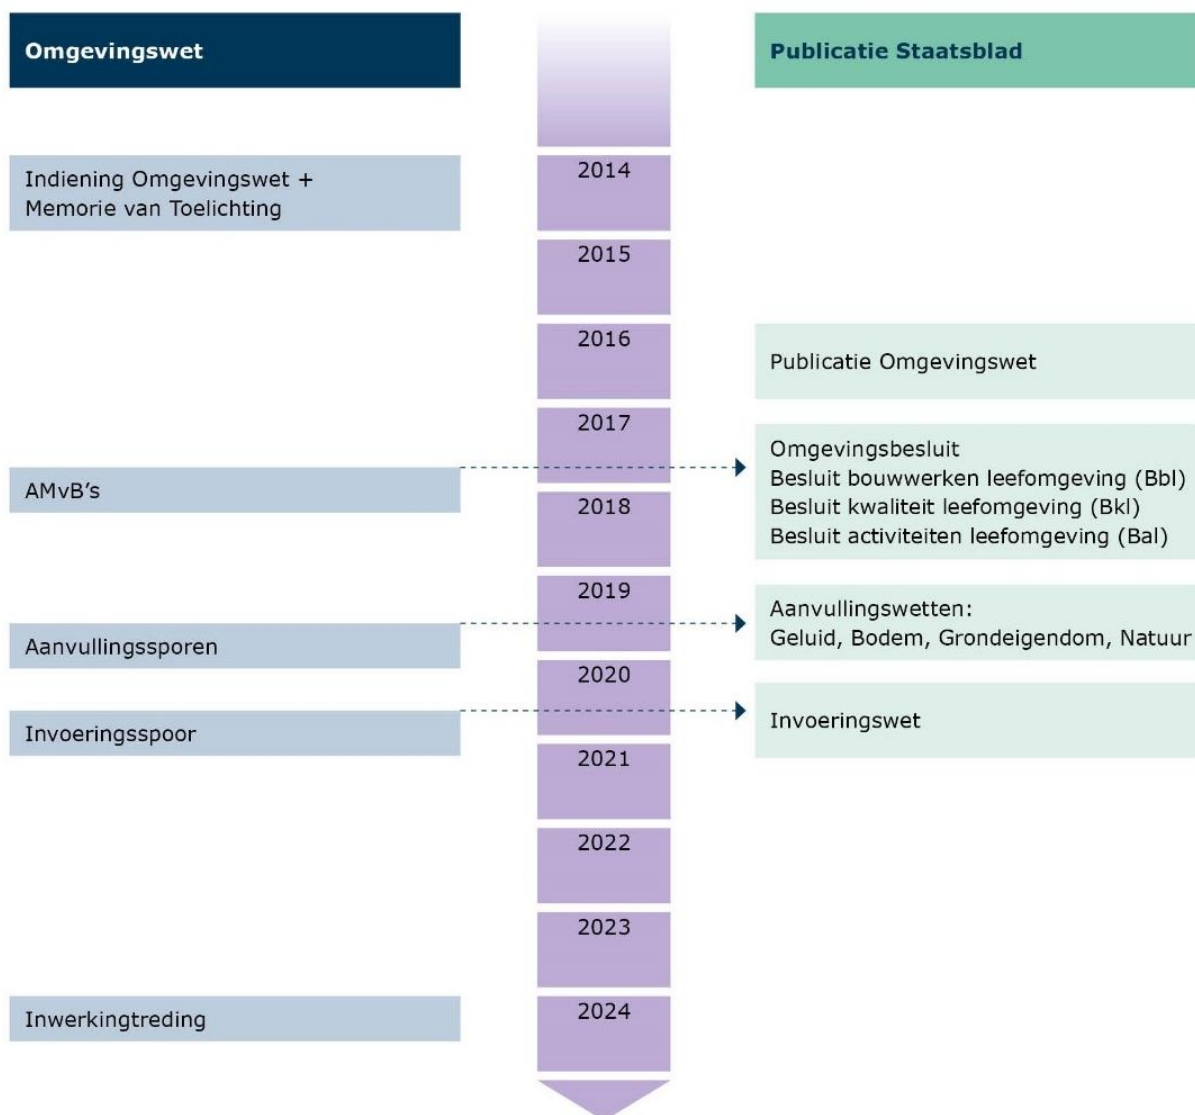 Omgevingswet
Publicatie Staatsblad
Indiening Omgevingswet +
Memorie van Toelichting
2014
2015
2016
Publicatie Omgevingswet
2017
AMvB's
Omgevingsbesluit
Besluit bouwwerken leefomgeving (Bbl)
Besluit kwaliteit leefomgeving (Bkl)
Besluit activiteiten leefomgeving (Bal)
2018
2019
Aanvullingssporen
Aanvullingswetten:
Geluid, Bodem, Grondeigendom, Natuur
2020
Invoeringsspoor
Invoeringswet
2021
2022
2023
Inwerkingtreding
2024